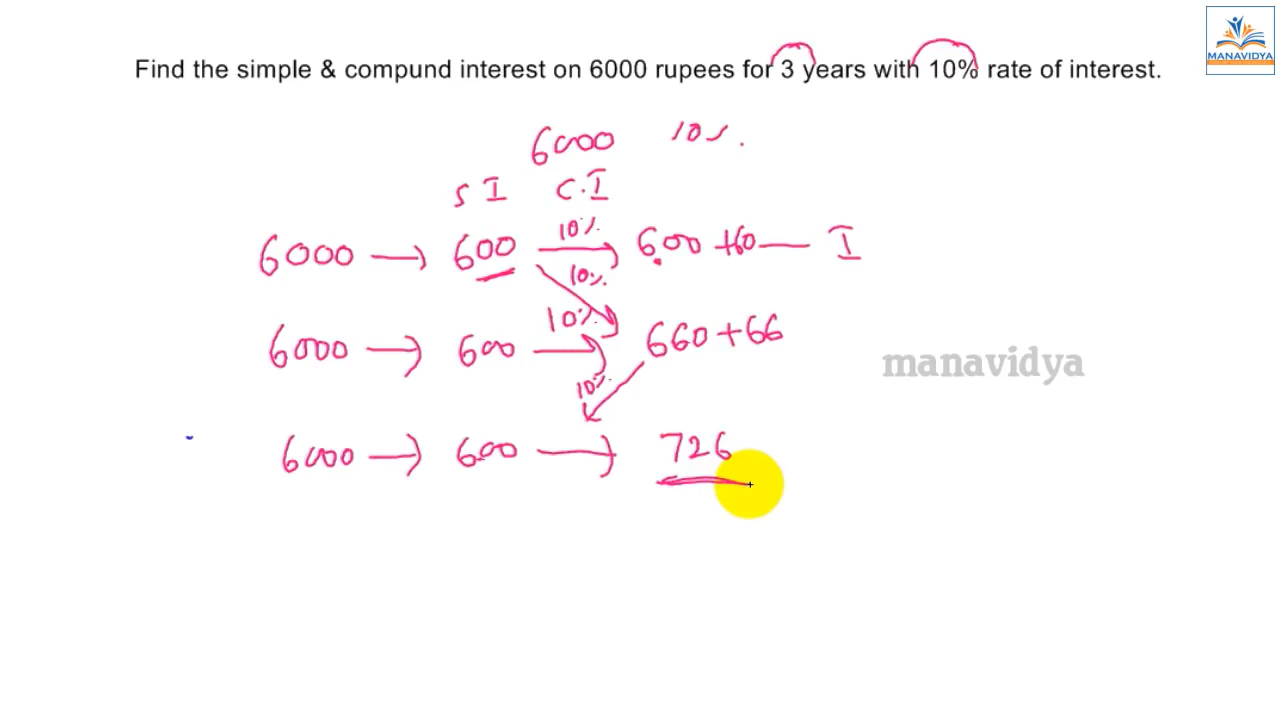 MANAVIDYA
Find the simple & compund interest on 6000 rupees for 3 years with 10% rate of interest.
6000 10%.
SI C.I
6000 → 600 10% 600 + 60 — I
10%
10%
6000 → 600 → 660 + 66
manavidya
10%
6000 → 600 → 726